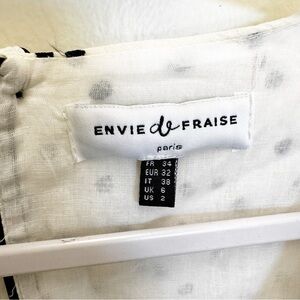 ENVIE de FRAISE
paris
FR 34
EUR 32
IT 38
UK 6
US 2